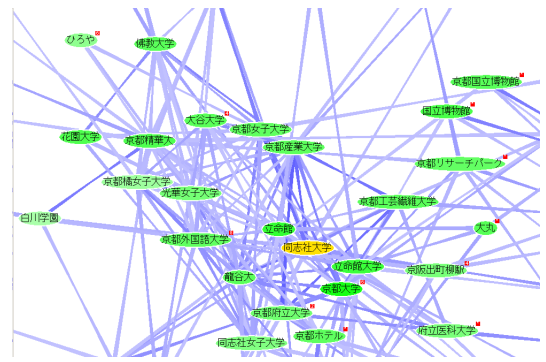 ひろや
佛教大学
京都国立博物館
国立博物館
大谷大学
京都女子大学
花園大学
京都精華大
京都産業大学
京都リサーチパーク
京都橘女子大学
光華女子大学
京都工芸繊維大学
白川学園
立命館
大丸
京都外国語大学
同志社大学
立命館大学
京阪出町柳駅
龍谷大
京都大学
京都府立大学
府立医科大学
京都ホテル
同志社女子大学